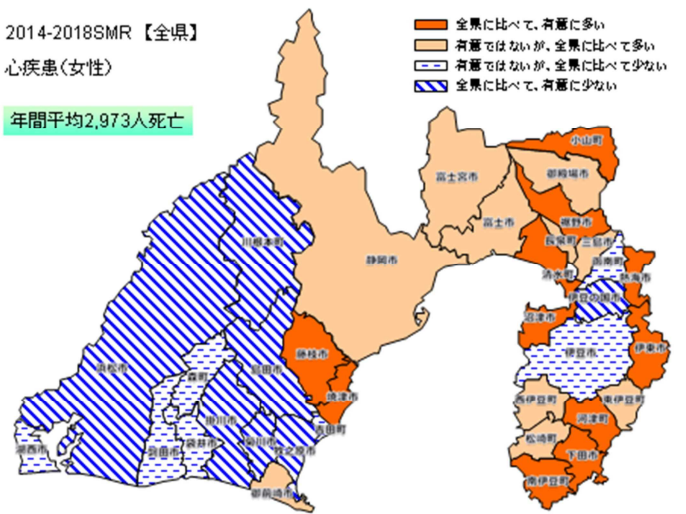 2014-2018SMR 【全県】
心疾患(女性)
年間平均2,973人死亡
全県に比べて、有意に多い
有意ではないが、全県に比べて多い
有意ではないが、全県に比べて少ない
全県に比べて、有意に少ない
小山町
御殿場市
富士宮市
富士市
裾野市
長泉町
三島市
函南町
清水町
熱海市
伊豆の国市
沼津市
伊東市
伊豆市
西伊豆町
東伊豆町
河津町
松崎町
下田市
南伊豆町
静岡市
川根本町
藤枝市
焼津市
島田市
浜松市
森町
掛川市
吉田町
菊川市
牧之原市
袋井市
磐田市
湖西市
御前崎市